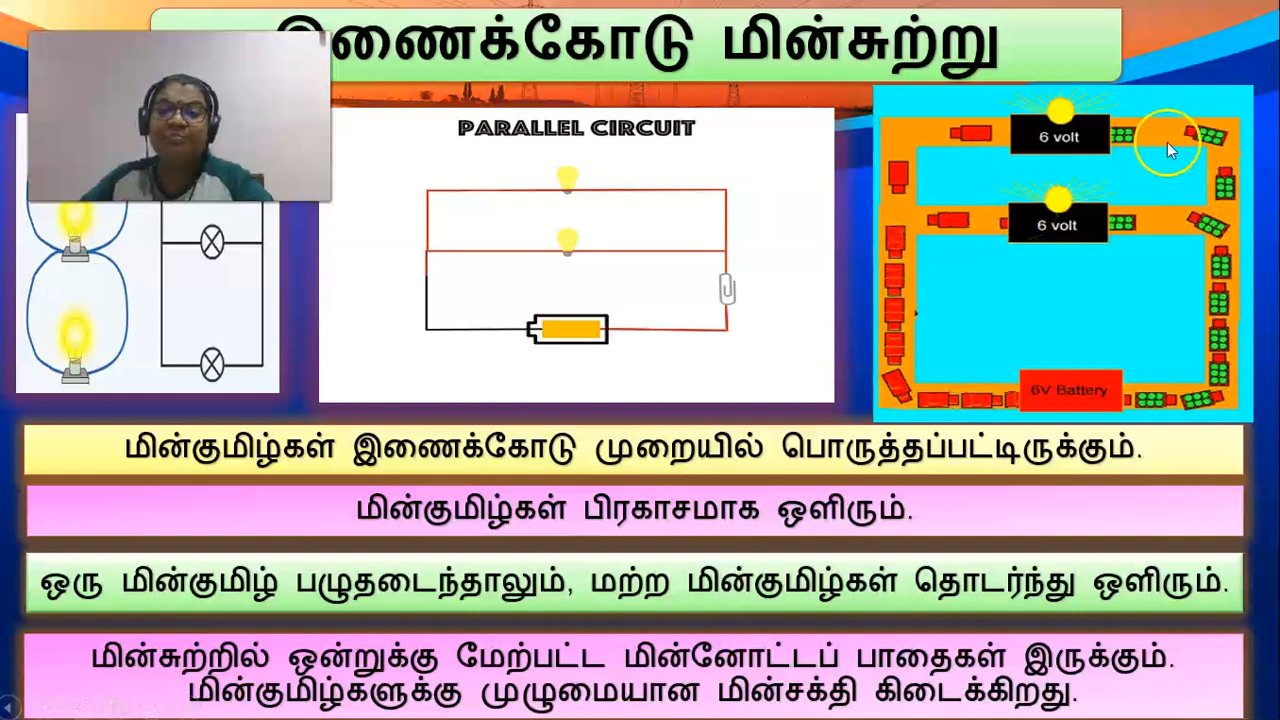 இணைக்கோடு மின்சுற்று
PARALLEL CIRCUIT
6 volt
6 volt
6V Battery
மின்குமிழ்கள் இணைக்கோடு முறையில் பொருத்தப்பட்டிருக்கும்.
மின்குமிழ்கள் பிரகாசமாக ஒளிரும்.
ஒரு மின்குமிழ் பழுதடைந்தாலும், மற்ற மின்குமிழ்கள் தொடர்ந்து ஒளிரும்.
மின்சுற்றில் ஒன்றுக்கு மேற்பட்ட மின்னோட்டப் பாதைகள் இருக்கும்.
மின்குமிழ்களுக்கு முழுமையான மின்சக்தி கிடைக்கிறது.